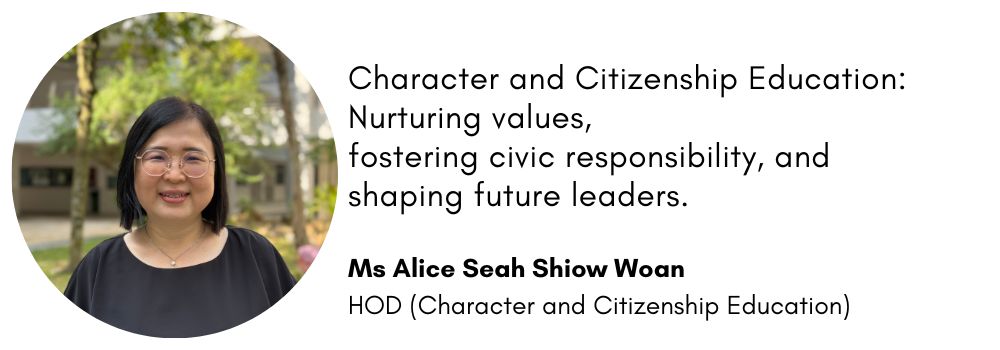 Character and Citizenship Education:
Nurturing values,
fostering civic responsibility, and
shaping future leaders.
Ms Alice Seah Shiow Woan
HOD (Character and Citizenship Education)